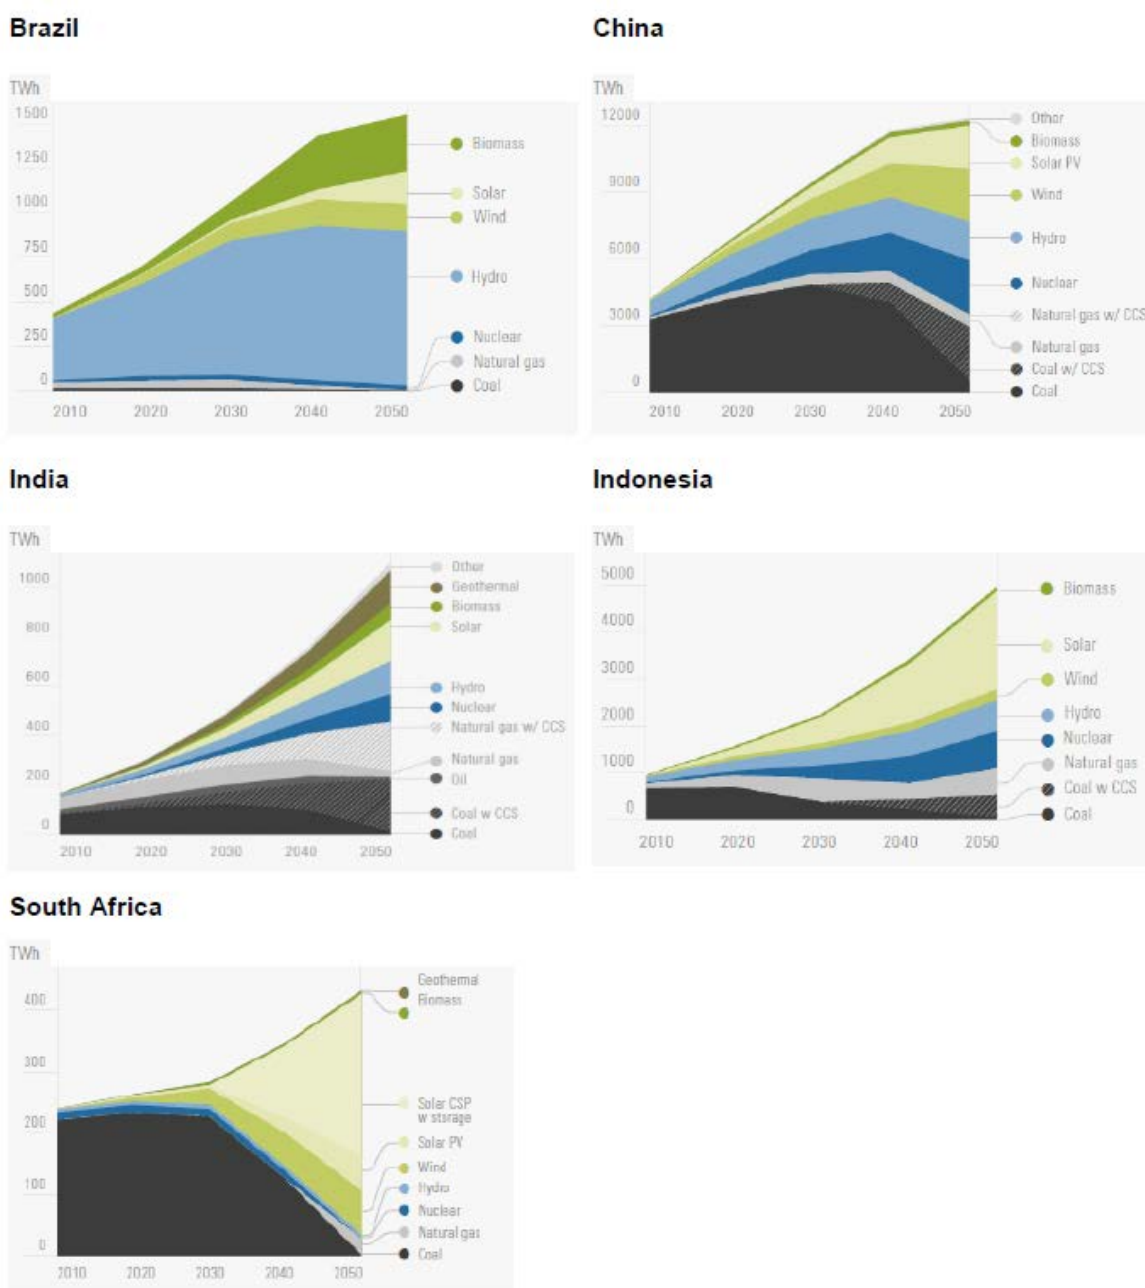 Brazil
TWh
1500
1250
1000
750
500
250
0
2010 2020 2030 2040 2050
Biomass
Solar
Wind
Hydro
Nuclear
Natural gas
Coal
China
TWh
12000
9000
6000
3000
0
2010 2020 2030 2040 2050
Other
Biomass
Solar PV
Wind
Hydro
Nuclear
Natural gas w/ CCS
Natural gas
Coal w/ CCS
Coal
India
TWh
1000
800
600
400
200
0
2010 2020 2030 2040 2050
Other
Geothermal
Biomass
Solar
Hydro
Nuclear
Natural gas w/ CCS
Natural gas
Oil
Coal w CCS
Coal
Indonesia
TWh
5000
4000
3000
2000
1000
0
2010 2020 2030 2040 2050
Biomass
Solar
Wind
Hydro
Nuclear
Natural gas
Coal w CCS
Coal
South Africa
TWh
400
300
200
100
0
2010 2020 2030 2040 2050
Geothermal
Biomass
Solar CSP
w storage
Solar PV
Wind
Hydro
Nuclear
Natural gas
Coal